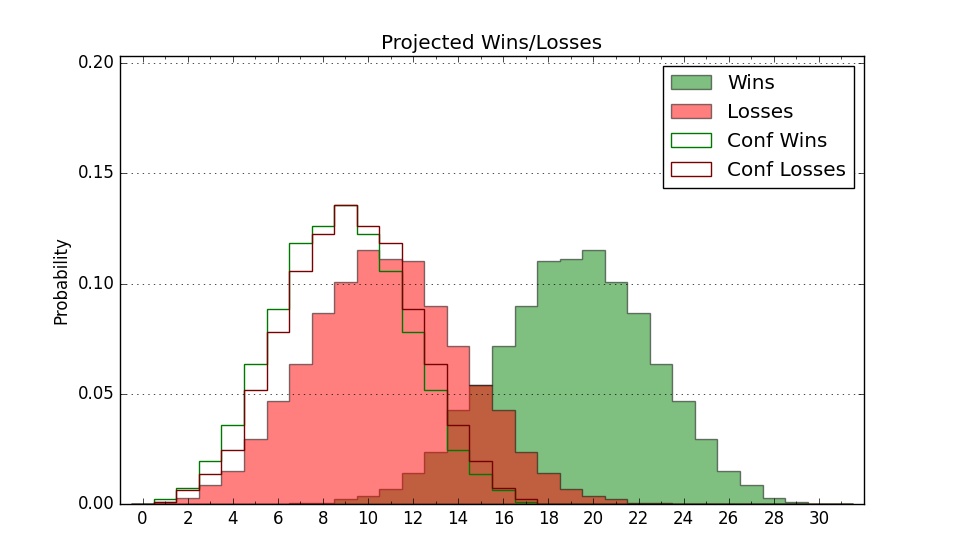 Projected Wins/Losses
0.20
0.15
0.10
0.05
0.00
Probability
Wins
Losses
Conf Wins
Conf Losses
0 2 4 6 8 10 12 14 16 18 20 22 24 26 28 30